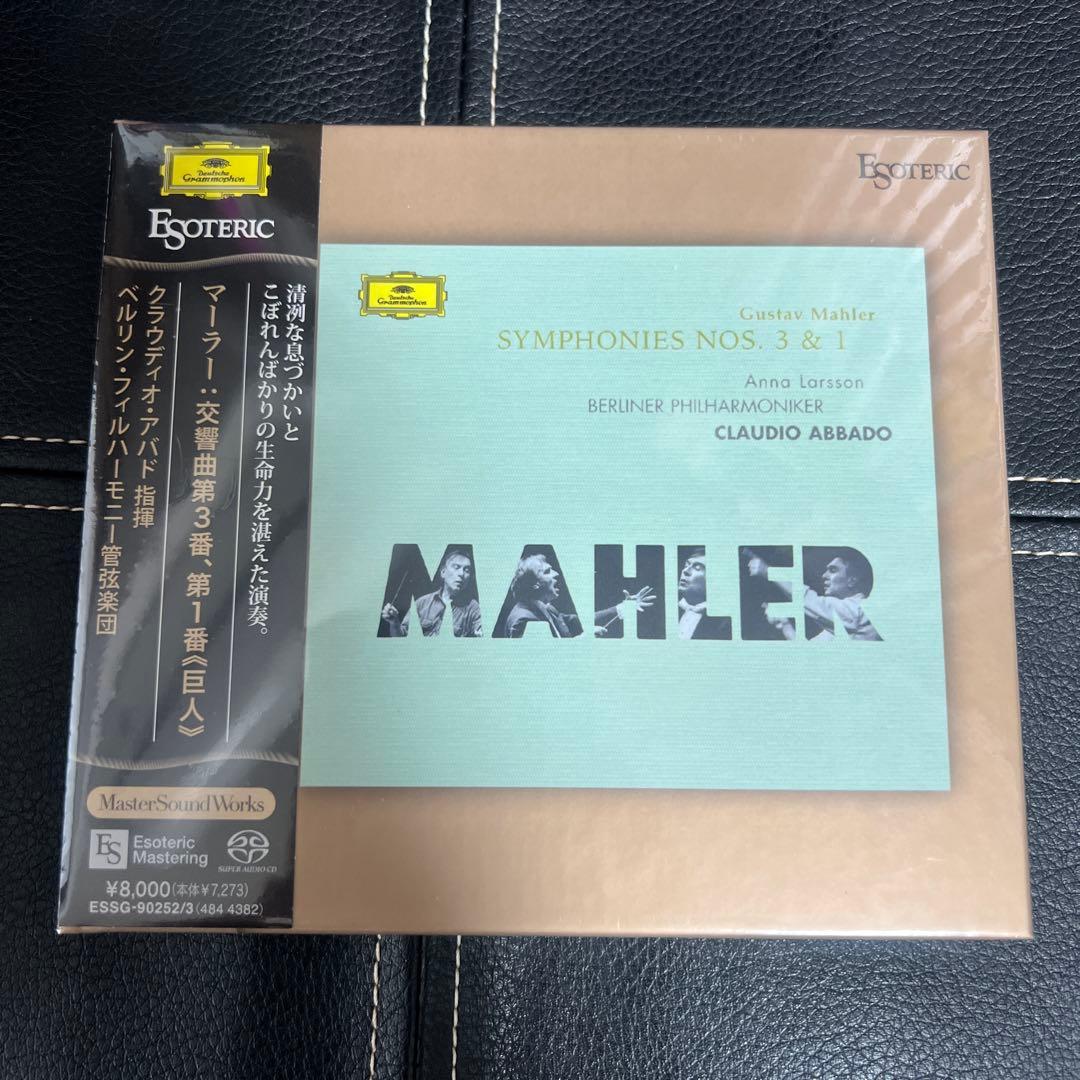 Deutsche
Grammophon
ESOTERIC
清冽な息づかいと
こぼれんばかりの生命力を湛えた演奏。
マーラー：交響曲第3番、第1番《巨人》
クラウディオ・アバド 指揮
ベルリン・フィルハーモニー管弦楽団
MasterSoundWorks
ES
Esoteric
Mastering
SUPER AUDIO CD
¥8,000(本体¥7,273)
ESSG-90252/3(484 4382)
ESOTERIC
Deutsche
Grammophon
Gustav Mahler
SYMPHONIES NOS. 3 & 1
Anna Larsson
BERLINER PHILHARMONIKER
CLAUDIO ABBADO
MAHLER